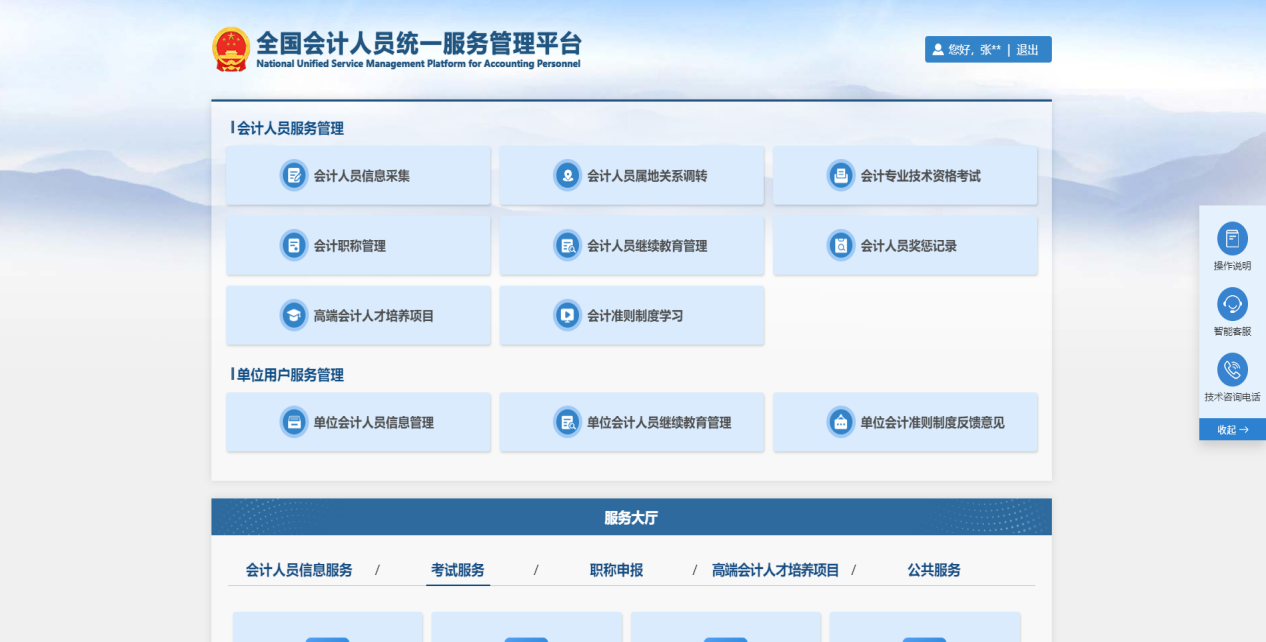 全国会计人员统一服务管理平台
National Unified Service Management Platform for Accounting Personnel
您好，张** | 退出
会计人员服务管理
会计人员信息采集
会计人员属地关系调转
会计专业技术资格考试
会计职称管理
会计人员继续教育管理
会计人员奖惩记录
高端会计人才培养项目
会计准则制度学习
单位用户服务管理
单位会计人员信息管理
单位会计人员继续教育管理
单位会计准则制度反馈意见
操作说明
智能客服
技术咨询电话
收起 →
服务大厅
会计人员信息服务 / 考试服务 / 职称申报 / 高端会计人才培养项目 / 公共服务